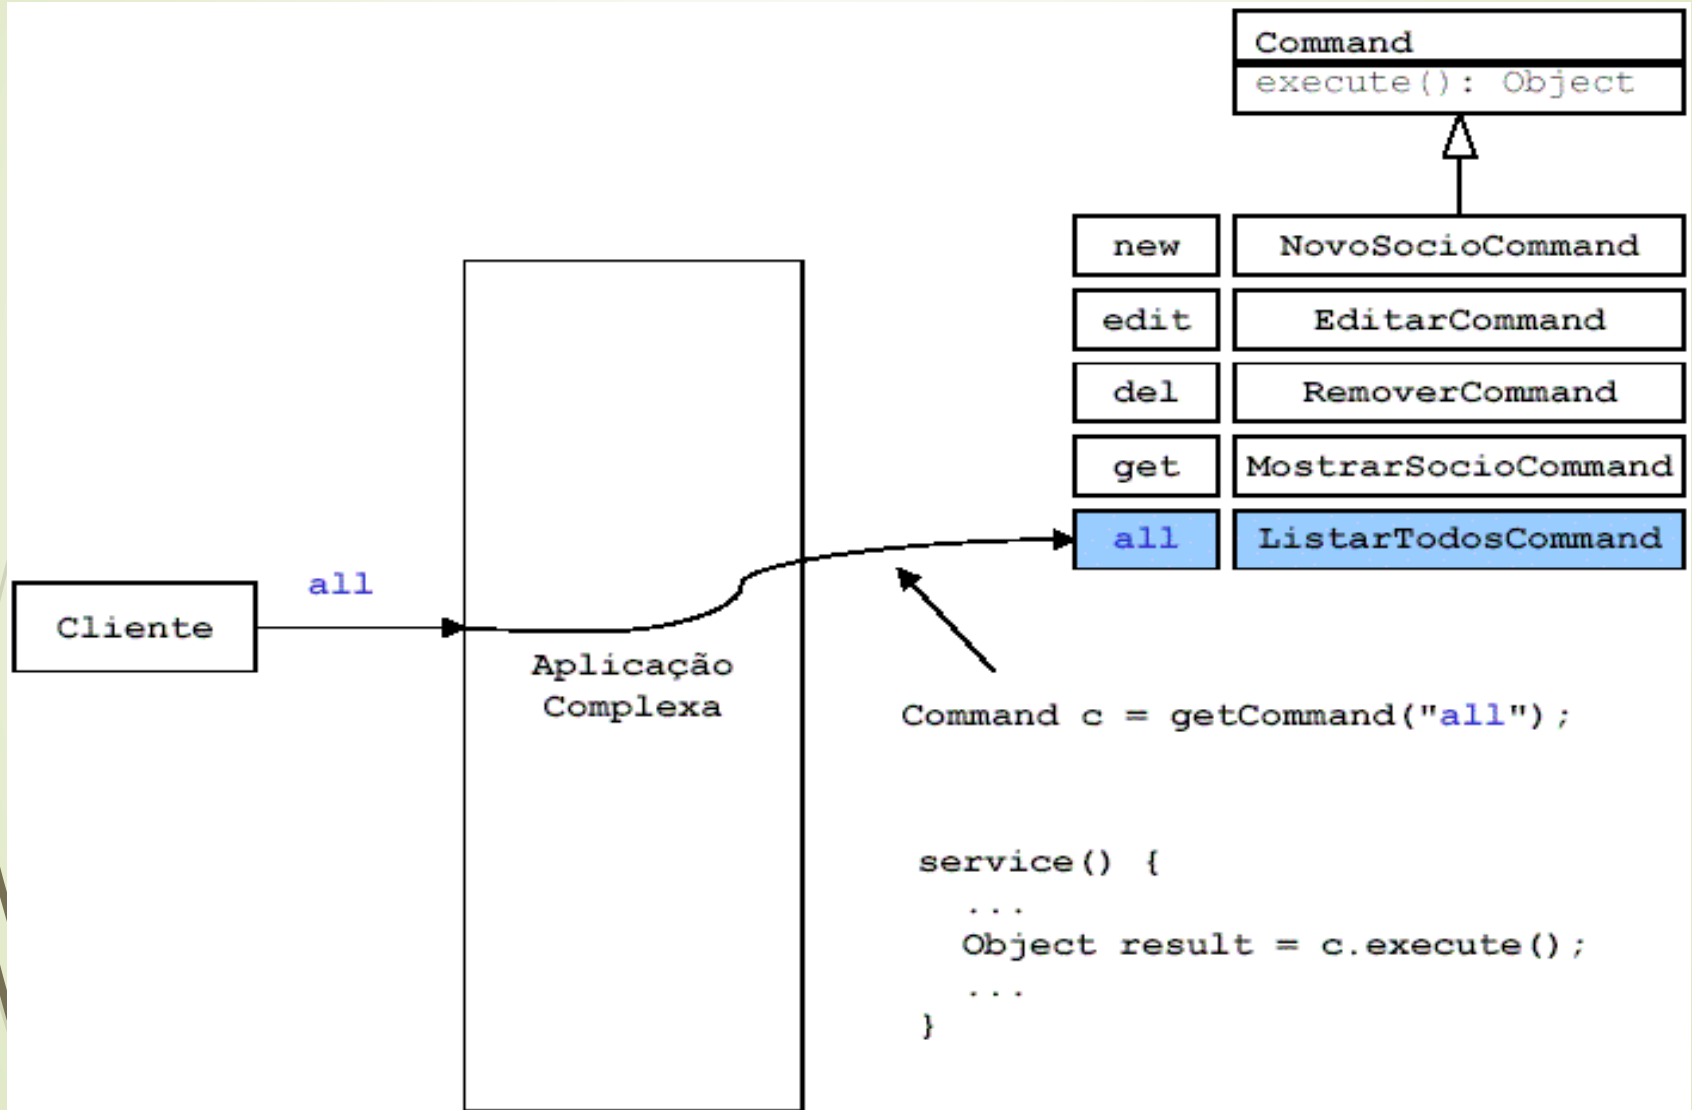 Command
execute(): Object
new NovoSocioCommand
edit EditarCommand
del RemoverCommand
get MostrarSocioCommand
all ListarTodosCommand
all
Cliente
Aplicação
Complexa
Command c = getCommand("all");
service() {
...
Object result = c.execute();
...
}